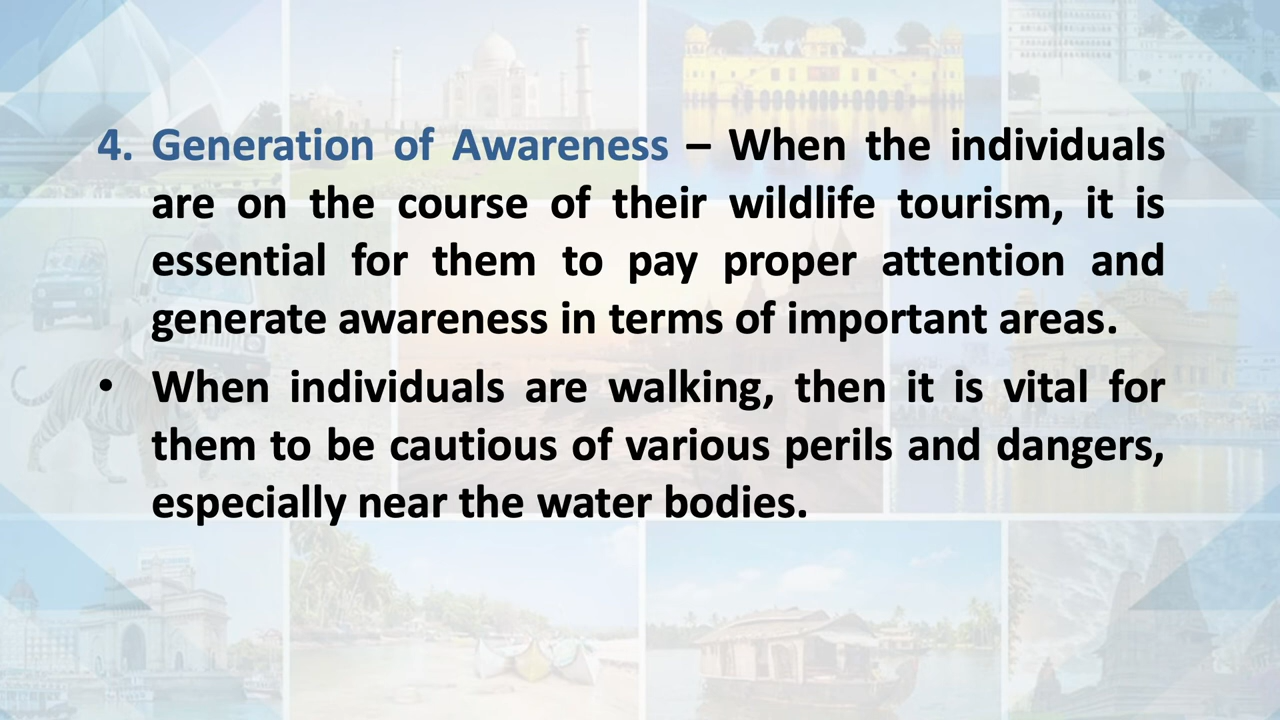 4. Generation of Awareness – When the individuals
are on the course of their wildlife tourism, it is
essential for them to pay proper attention and
generate awareness in terms of important areas.
• When individuals are walking, then it is vital for
them to be cautious of various perils and dangers,
especially near the water bodies.